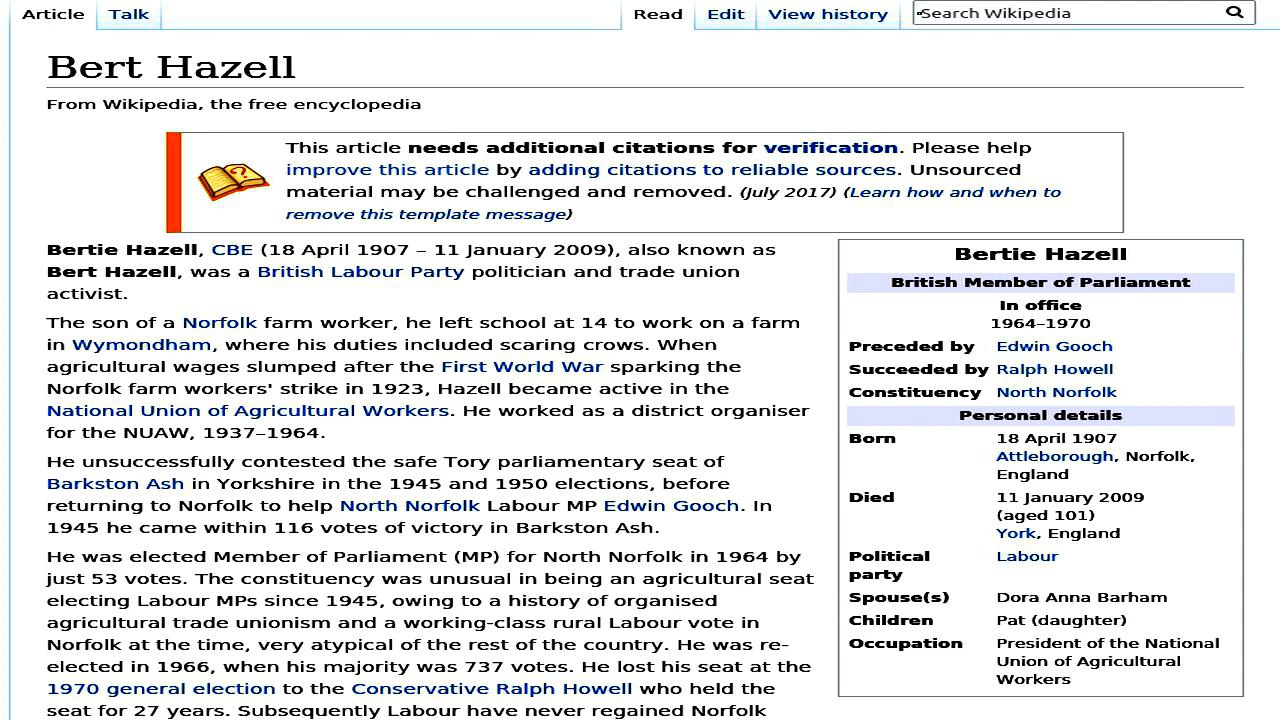 Article Talk Read Edit View history Search Wikipedia
Bert Hazell
From Wikipedia, the free encyclopedia
This article needs additional citations for verification. Please help
improve this article by adding citations to reliable sources. Unsourced
material may be challenged and removed. (July 2017) (Learn how and when to
remove this template message)
Bertie Hazell, CBE (18 April 1907 – 11 January 2009), also known as
Bert Hazell, was a British Labour Party politician and trade union
activist.
The son of a Norfolk farm worker, he left school at 14 to work on a farm
in Wymondham, where his duties included scaring crows. When
agricultural wages slumped after the First World War sparking the
Norfolk farm workers' strike in 1923, Hazell became active in the
National Union of Agricultural Workers. He worked as a district organiser
for the NUAW, 1937–1964.
He unsuccessfully contested the safe Tory parliamentary seat of
Barkston Ash in Yorkshire in the 1945 and 1950 elections, before
returning to Norfolk to help North Norfolk Labour MP Edwin Gooch. In
1945 he came within 116 votes of victory in Barkston Ash.
He was elected Member of Parliament (MP) for North Norfolk in 1964 by
just 53 votes. The constituency was unusual in being an agricultural seat
electing Labour MPs since 1945, owing to a history of organised
agricultural trade unionism and a working-class rural Labour vote in
Norfolk at the time, very atypical of the rest of the country. He was re-
elected in 1966, when his majority was 737 votes. He lost his seat at the
1970 general election to the Conservative Ralph Howell who held the
seat for 27 years. Subsequently Labour have never regained Norfolk
Bertie Hazell
British Member of Parliament
In office
1964–1970
Preceded by Edwin Gooch
Succeeded by Ralph Howell
Constituency North Norfolk
Personal details
Born 18 April 1907
Attleborough, Norfolk,
England
Died 11 January 2009
(aged 101)
York, England
Political Labour
party
Spouse(s) Dora Anna Barham
Children Pat (daughter)
Occupation President of the National
Union of Agricultural
Workers